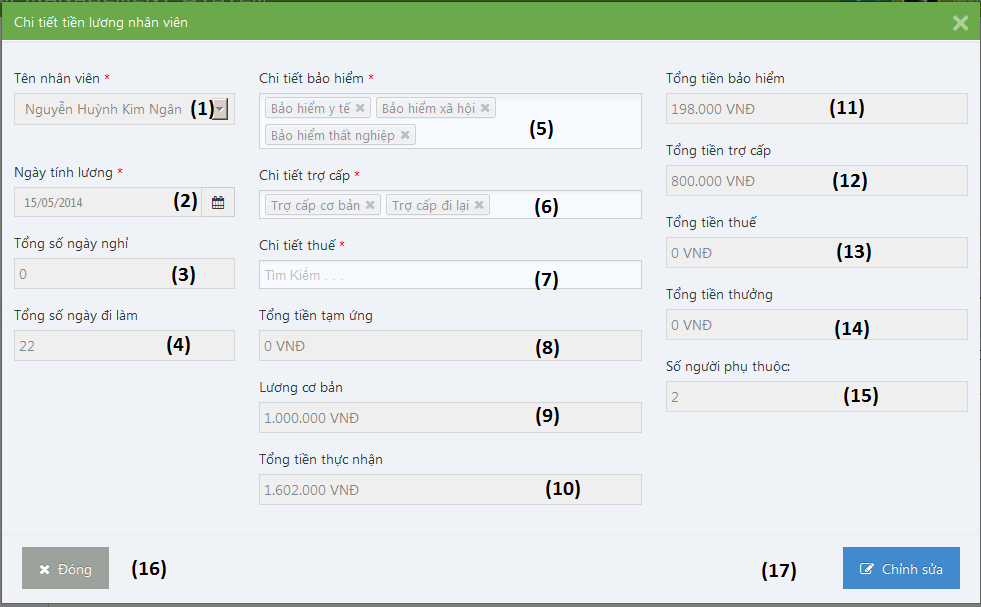 Chi tiết tiền lương nhân viên
Tên nhân viên *
Nguyễn Huỳnh Kim Ngân (1)
Ngày tính lương *
15/05/2014 (2)
Tổng số ngày nghỉ
0 (3)
Tổng số ngày đi làm
22 (4)
Chi tiết bảo hiểm *
Bảo hiểm y tế × Bảo hiểm xã hội ×
Bảo hiểm thất nghiệp × (5)
Chi tiết trợ cấp *
Trợ cấp cơ bản × Trợ cấp đi lại × (6)
Chi tiết thuế *
Tìm Kiếm . . . (7)
Tổng tiền tạm ứng
0 VNĐ (8)
Lương cơ bản
1.000.000 VNĐ (9)
Tổng tiền thực nhận
1.602.000 VNĐ (10)
Tổng tiền bảo hiểm
198.000 VNĐ (11)
Tổng tiền trợ cấp
800.000 VNĐ (12)
Tổng tiền thuế
0 VNĐ (13)
Tổng tiền thưởng
0 VNĐ (14)
Số người phụ thuộc:
2 (15)
× Đóng (16)
(17) Chỉnh sửa